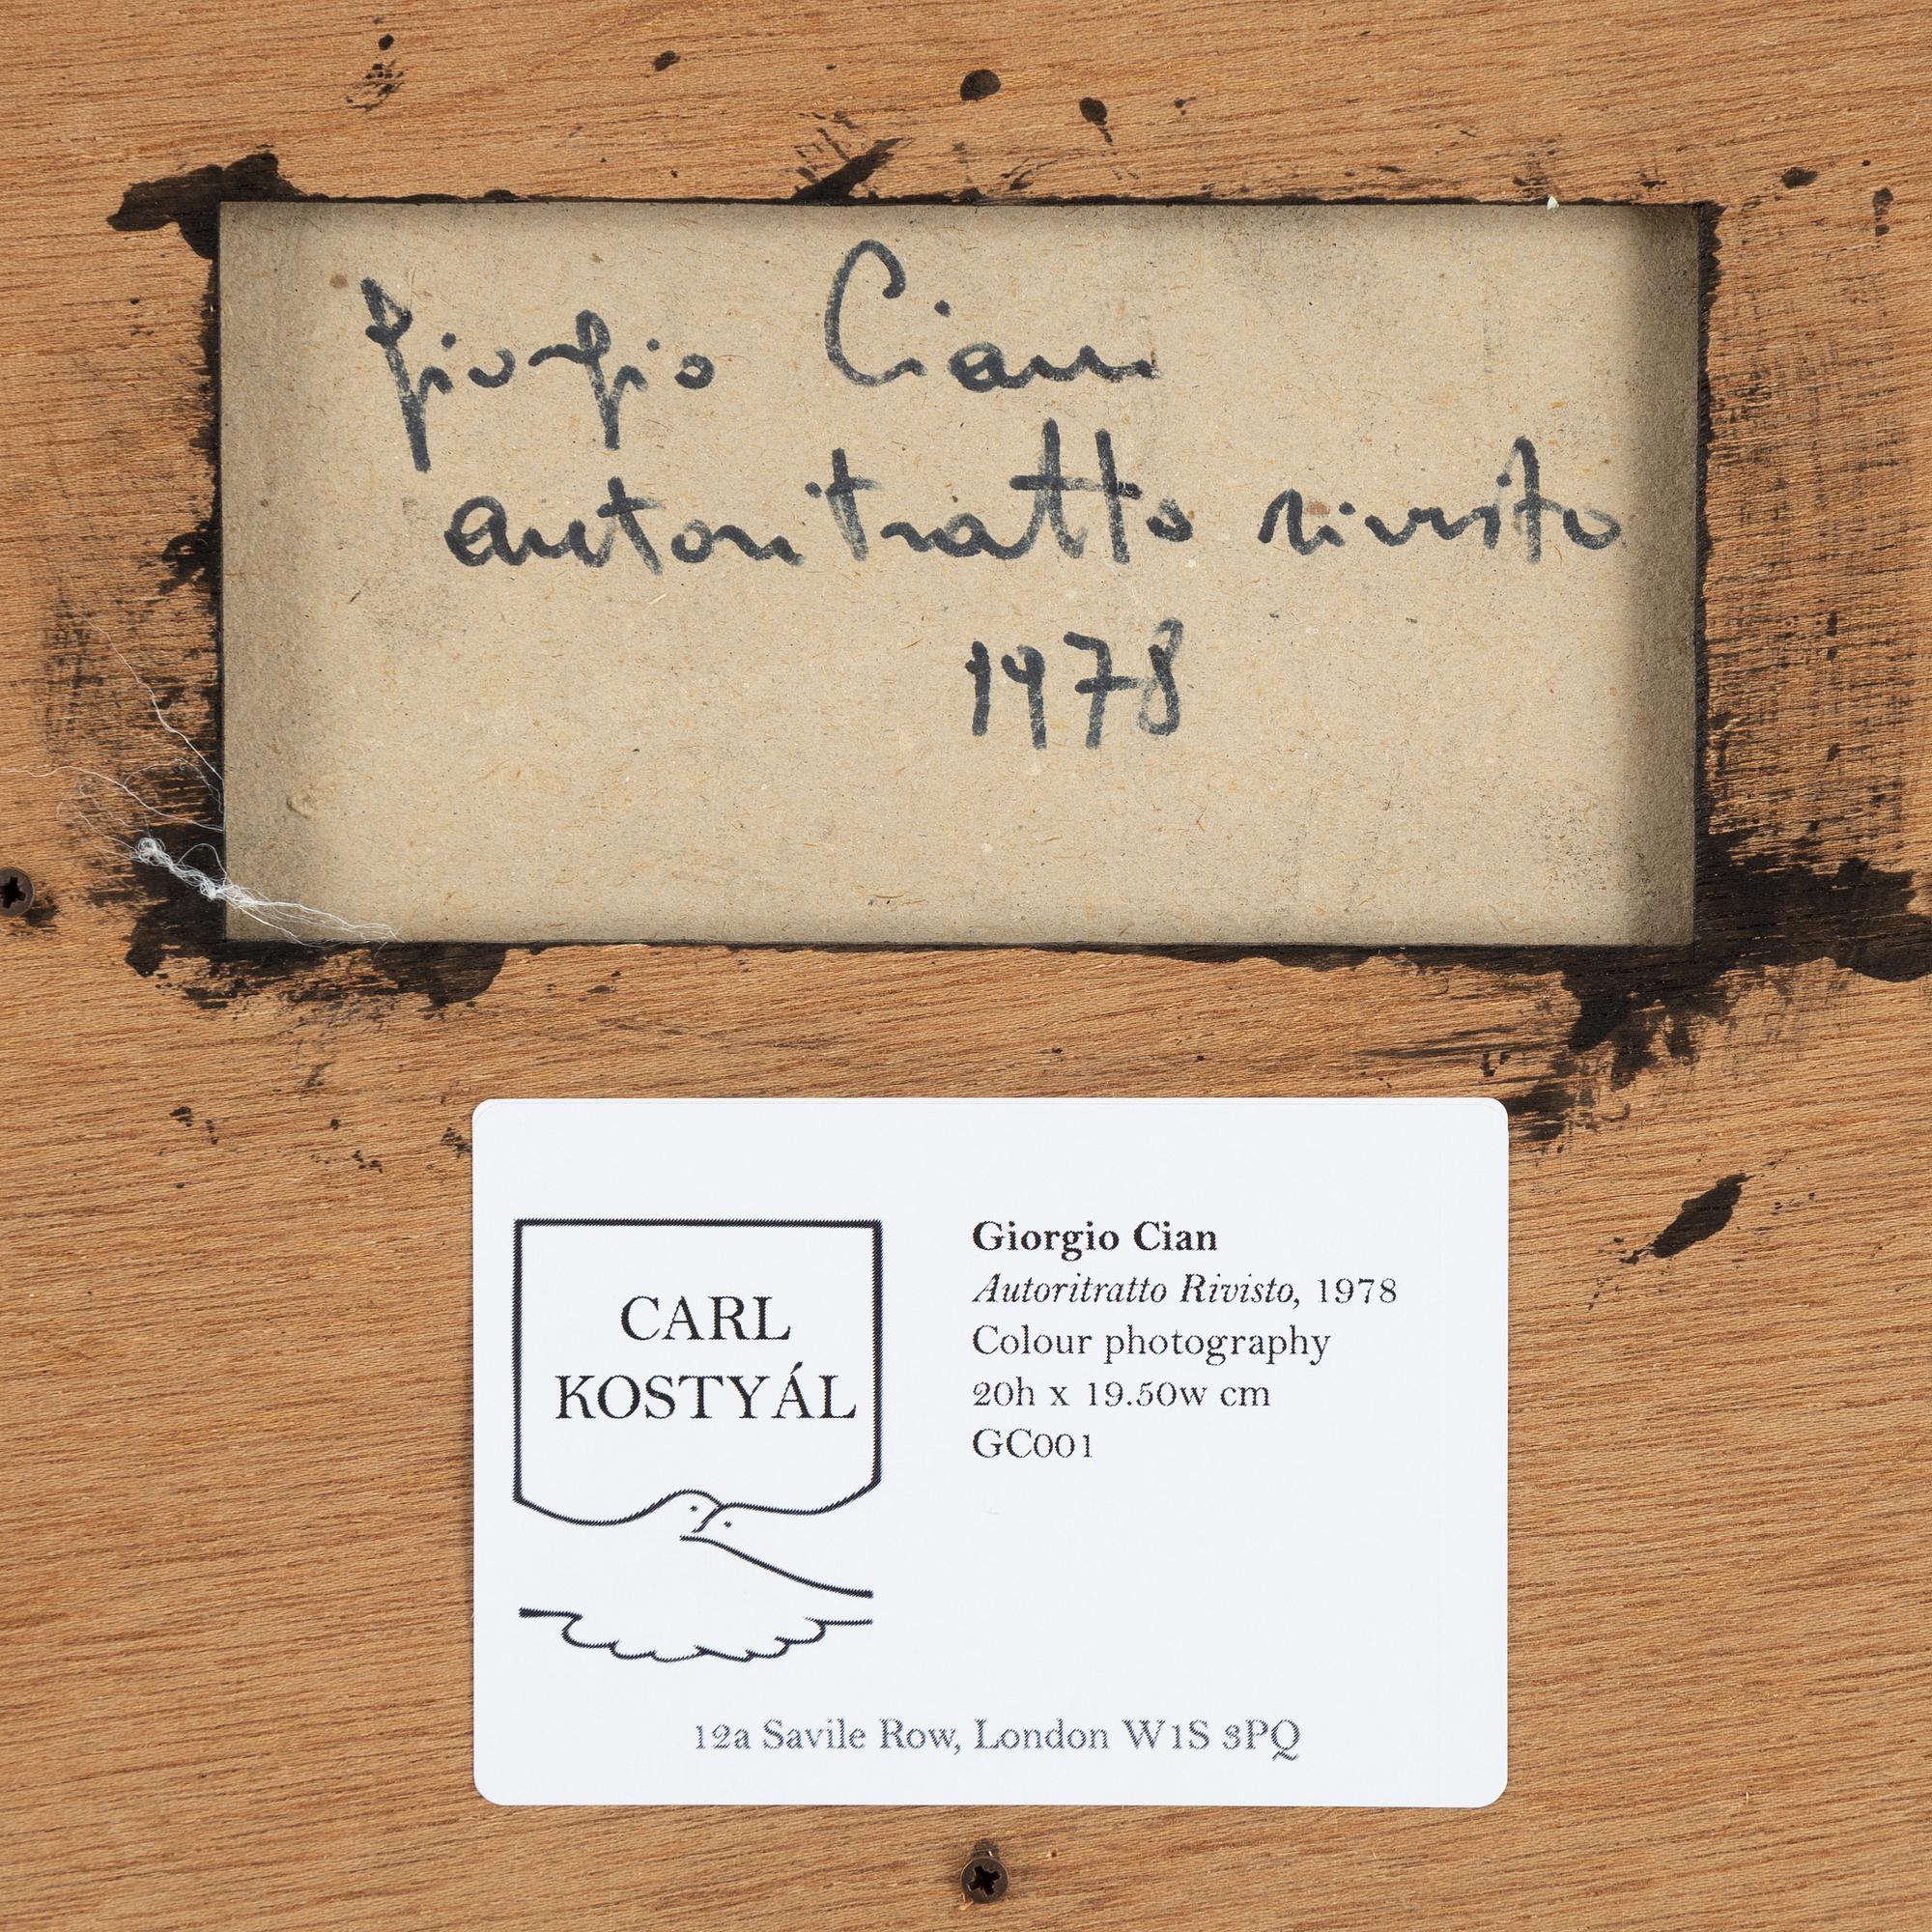 giorgio Cian
autoritratto rivisto
1978
CARL
KOSTYÁL
Giorgio Cian
Autoritratto Rivisto, 1978
Colour photography
20h x 19.50w cm
GC001
12a Savile Row, London W1S 3PQ